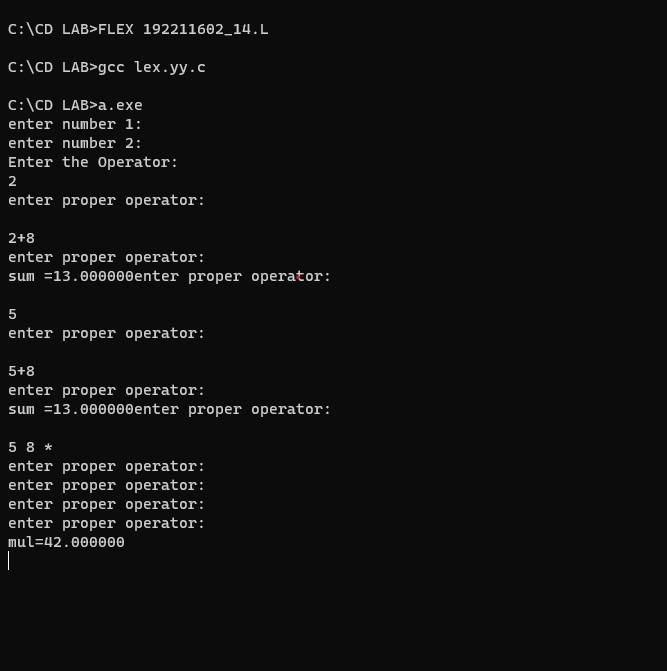 C:\CD LAB>FLEX 192211602_14.L
C:\CD LAB>gcc lex.yy.c
C:\CD LAB>a.exe
enter number 1:
enter number 2:
Enter the Operator:
2
enter proper operator:
2+8
enter proper operator:
sum =13.000000enter proper operator:
5
enter proper operator:
5+8
enter proper operator:
sum =13.000000enter proper operator:
5 8 *
enter proper operator:
enter proper operator:
enter proper operator:
enter proper operator:
mul=42.000000